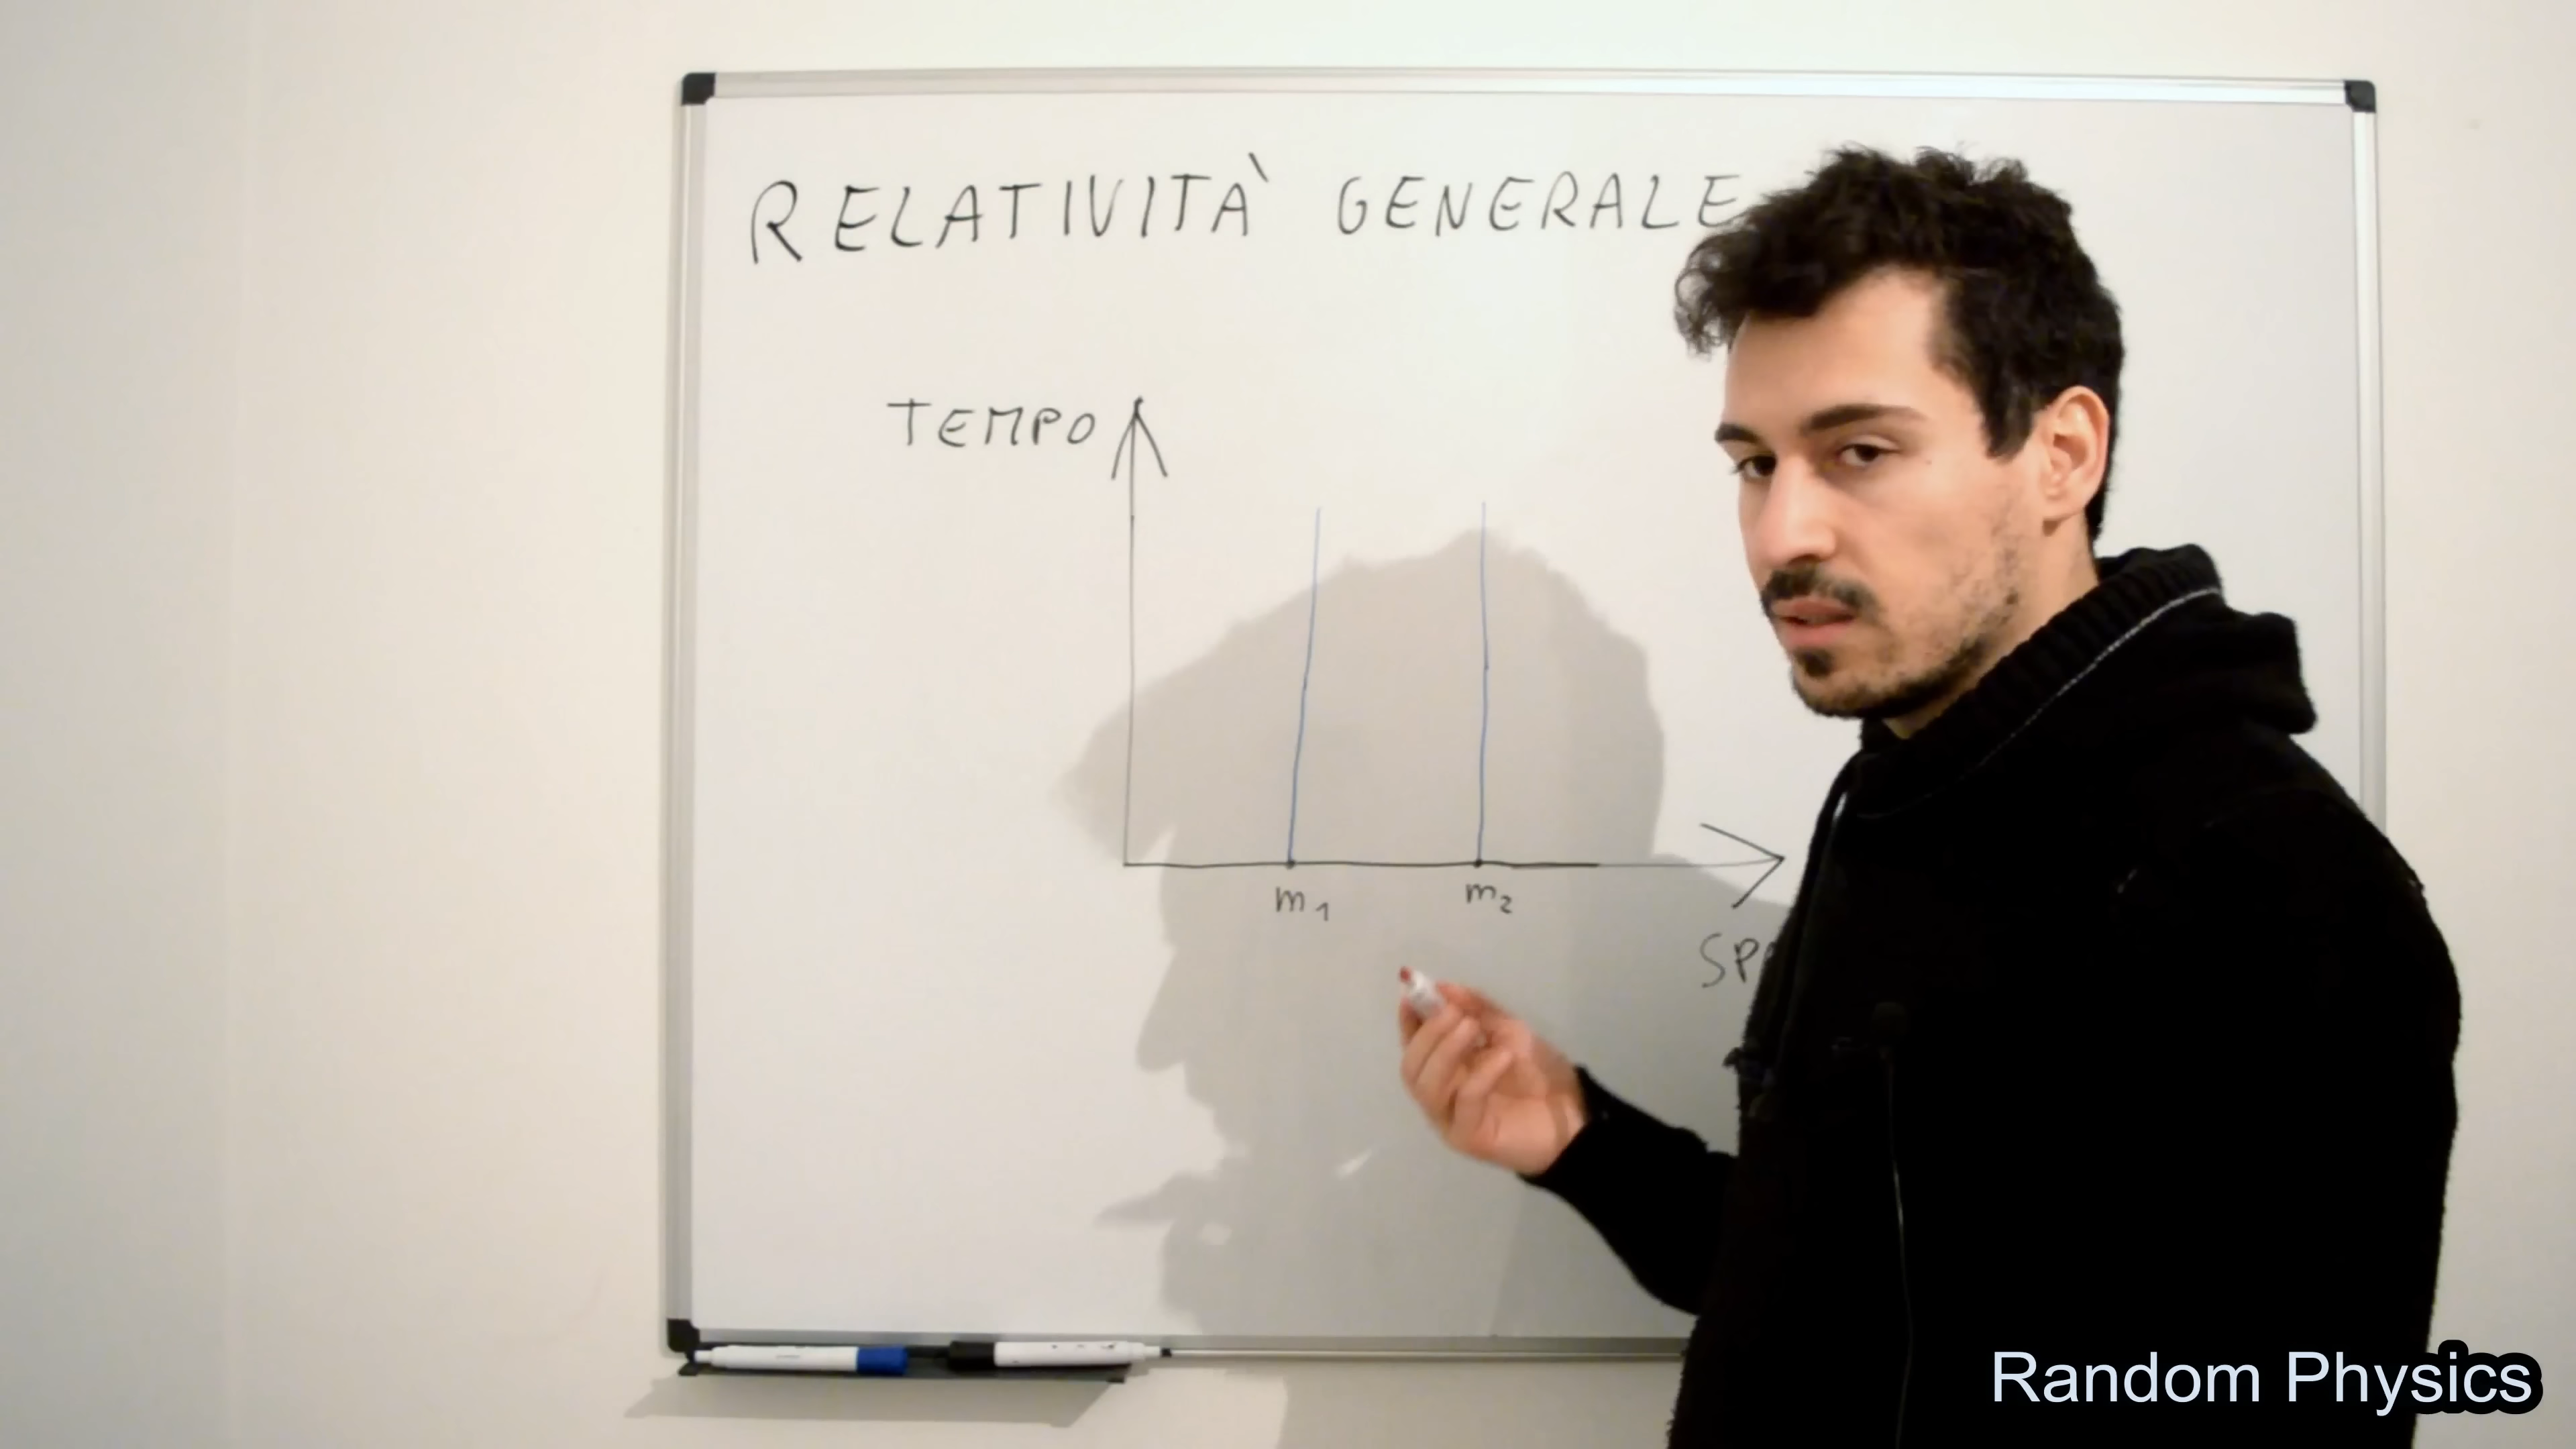 RELATIVITÀ GENERALE
TEMPO
m1
m2
Random Physics